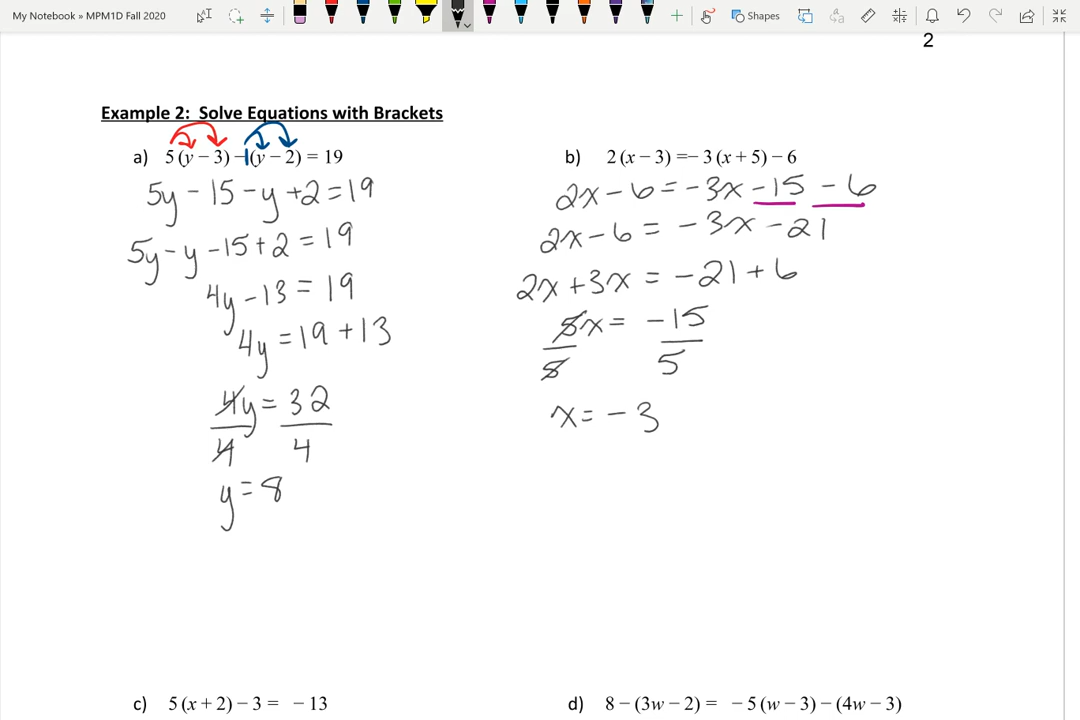 My Notebook » MPM1D Fall 2020
Shapes
2
Example 2: Solve Equations with Brackets
a) 5(y − 3) −1(y − 2) = 19
5y − 15 − y + 2 = 19
5y − y − 15 + 2 = 19
4y − 13 = 19
4y = 19 + 13
4y = 32
4 4
y = 8
b) 2(x − 3) = − 3(x + 5) − 6
2x − 6 = −3x − 15 − 6
2x − 6 = −3x − 21
2x + 3x = −21 + 6
5x = −15
5 5
x = −3
c) 5(x + 2) − 3 = − 13
d) 8 − (3w − 2) = − 5(w − 3) − (4w − 3)